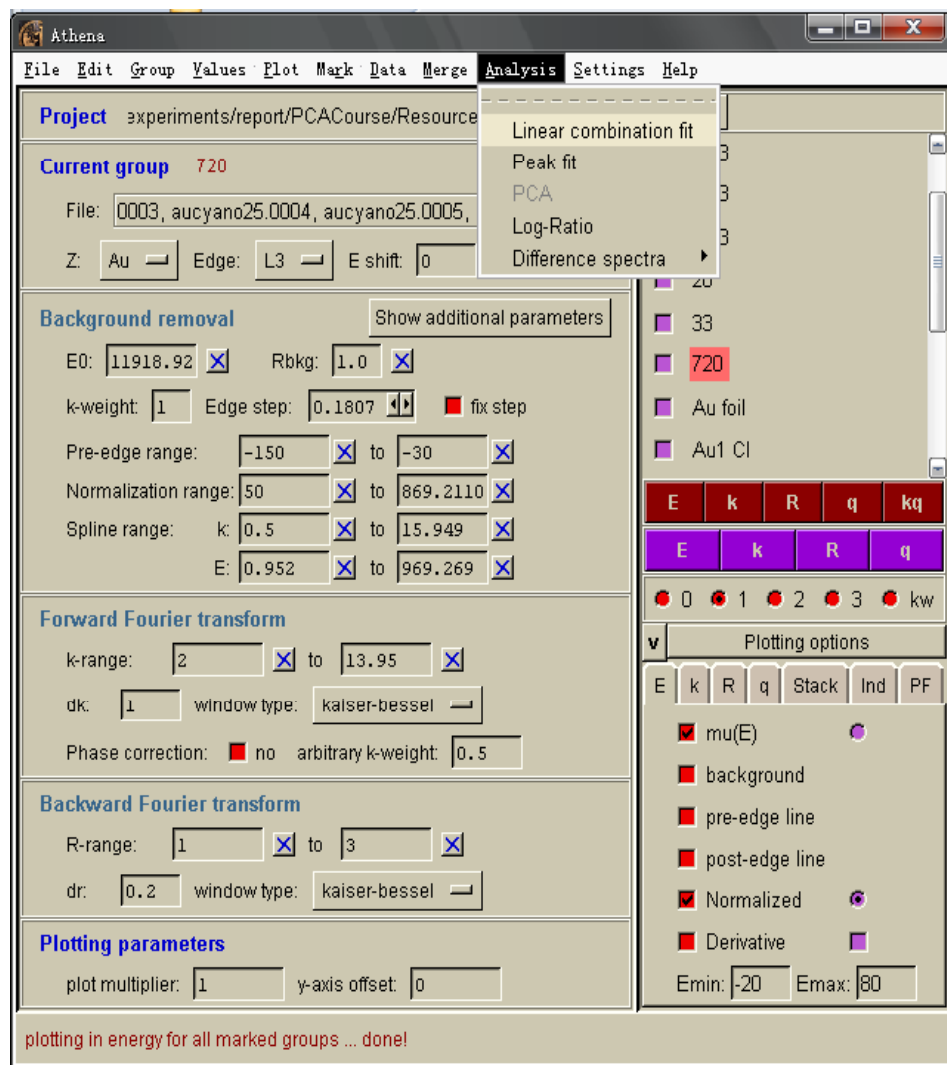 Athena
File Edit Group Values Plot Mark Data Merge Analysis Settings Help
Project experiments/report/PCACourse/Resource
Linear combination fit
Peak fit
PCA
Log-Ratio
Difference spectra
Current group 720
File: 0003, aucyano25.0004, aucyano25.0005,
Z: Au Edge: L3 E shift: 0
Background removal Show additional parameters
E0: 11918.92 X Rbkg: 1.0 X
k-weight: 1 Edge step: 0.1807 fix step
Pre-edge range: -150 X to -30 X
Normalization range: 50 X to 869.2110 X
Spline range: k: 0.5 X to 15.949 X
E: 0.952 X to 969.269 X
Forward Fourier transform
k-range: 2 X to 13.95 X
dk: 1 window type: kaiser-bessel
Phase correction: no arbitrary k-weight: 0.5
Backward Fourier transform
R-range: 1 X to 3 X
dr: 0.2 window type: kaiser-bessel
Plotting parameters
plot multiplier: 1 y-axis offset: 0
3
3
3
20
33
720
Au foil
Au1 Cl
E k R q kq
E k R q
0 1 2 3 kw
v Plotting options
E k R q Stack Ind PF
mu(E)
background
pre-edge line
post-edge line
Normalized
Derivative
Emin: -20 Emax: 80
plotting in energy for all marked groups ... done!